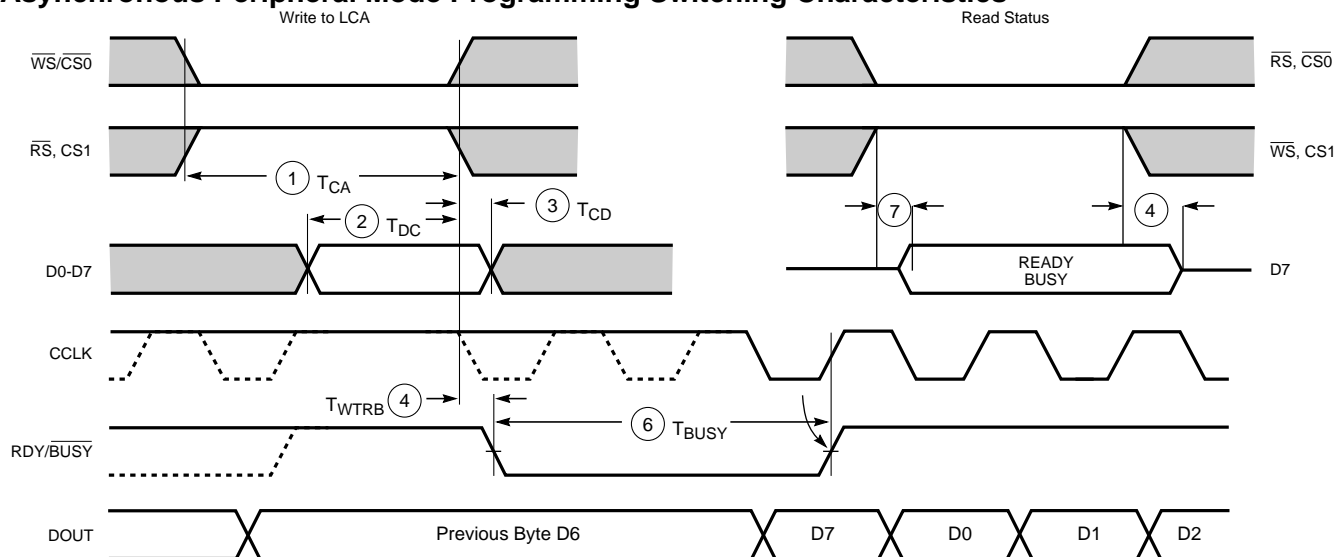 Asynchronous Peripheral Mode Programming Switching Characteristics
Write to LCA
Read Status
WS/CS0
RS, CS0
RS, CS1
WS, CS1
1 TCA
2 TDC
3 TCD
7
4
D0-D7
READY
BUSY
D7
CCLK
TWTRB 4
6 TBUSY
RDY/BUSY
DOUT
Previous Byte D6
D7
D0
D1
D2